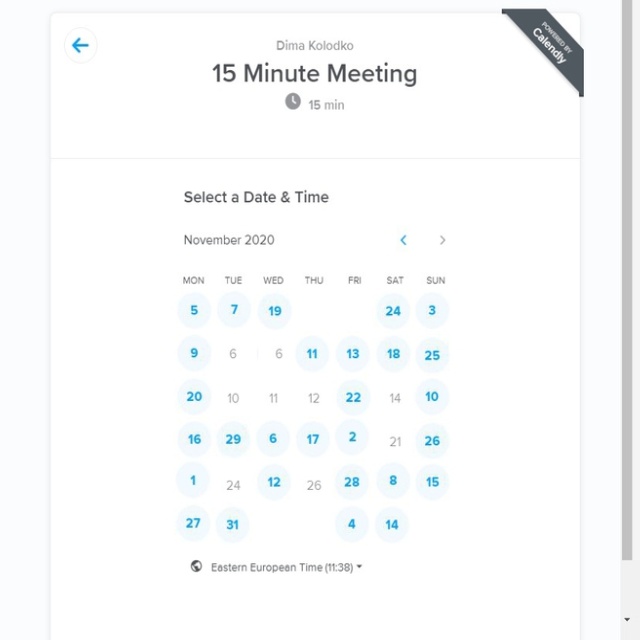 Dima Kolodko
15 Minute Meeting
15 min
POWERED BY
Calendly
Select a Date & Time
November 2020
MON TUE WED THU FRI SAT SUN
5 7 19 24 3
9 6 6 11 13 18 25
20 10 11 12 22 14 10
16 29 6 17 2 21 26
1 24 12 26 28 8 15
27 31 4 14
Eastern European Time (11:38)